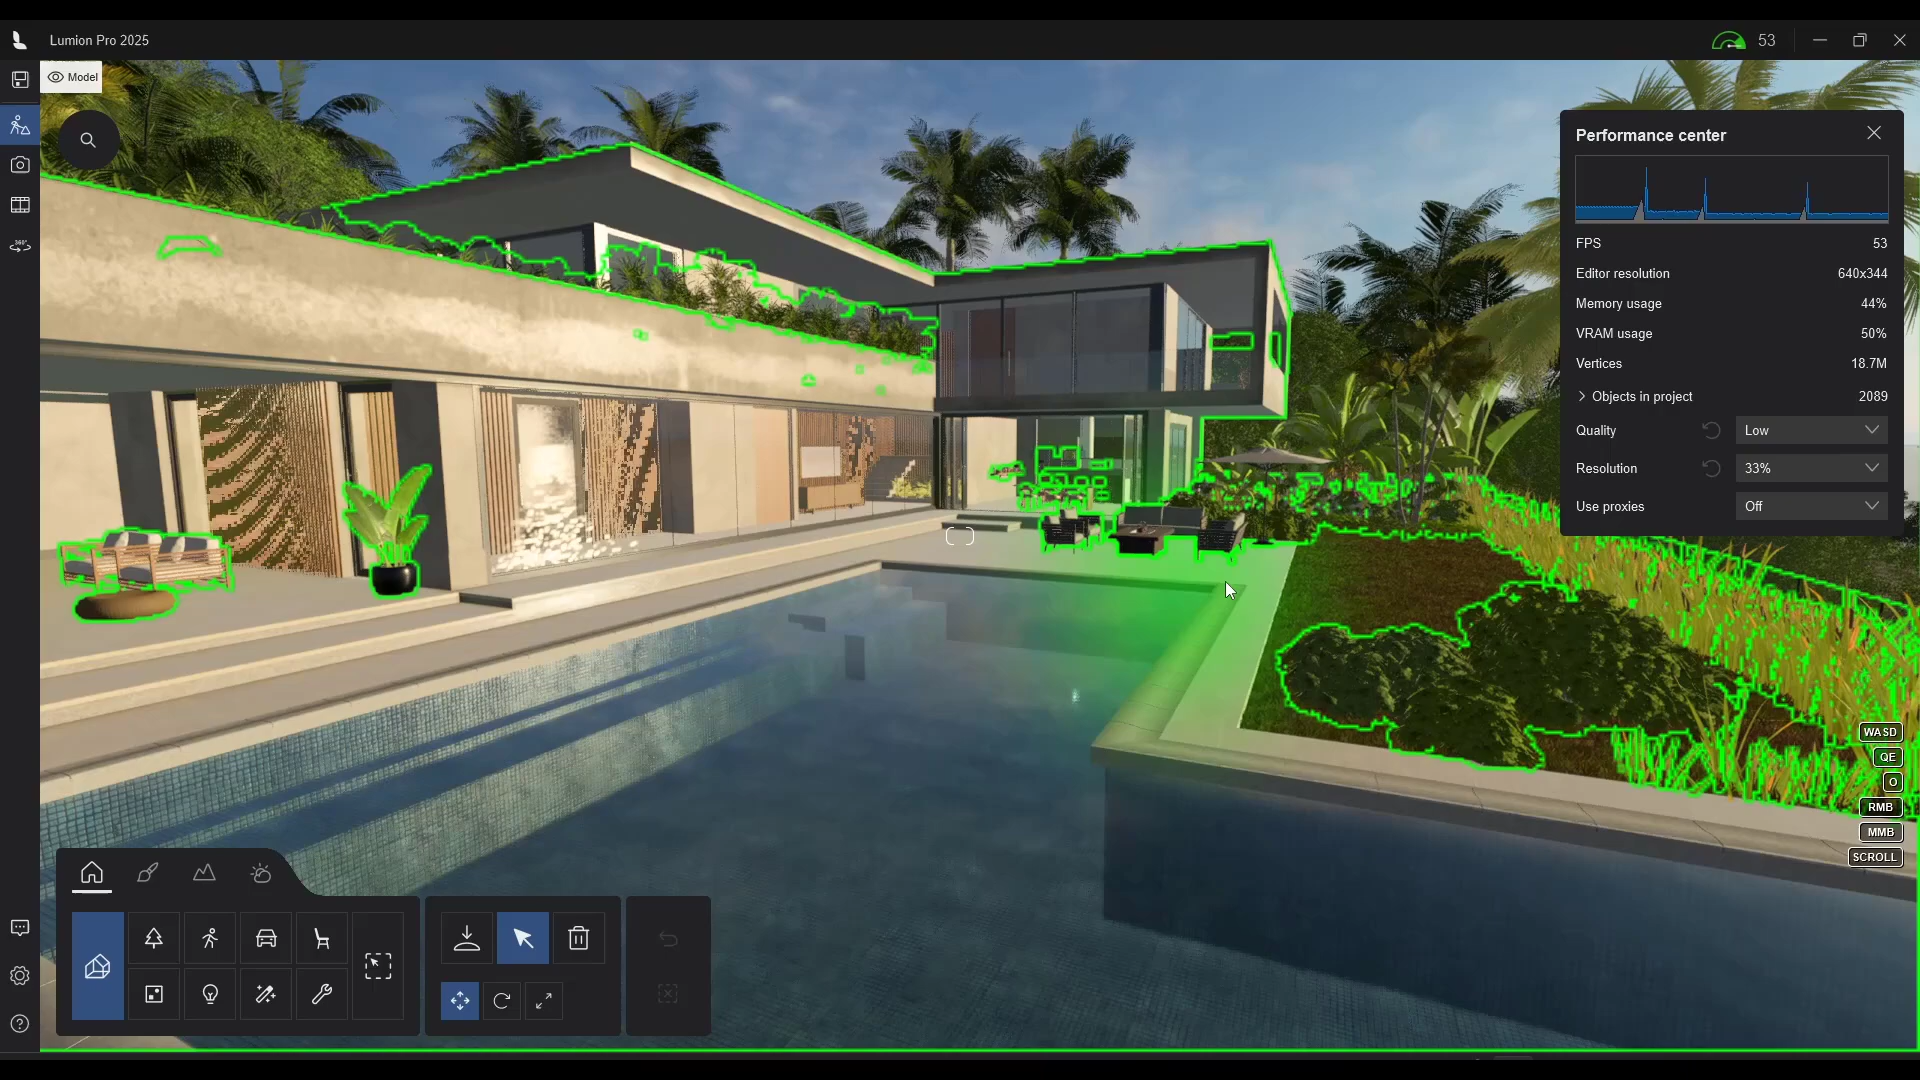 Lumion Pro 2025
53
Model
360°
Performance center
FPS 53
Editor resolution 640x344
Memory usage 44%
VRAM usage 50%
Vertices 18.7M
Objects in project 2089
Quality Low
Resolution 33%
Use proxies Off
WASD
QE
O
RMB
MMB
SCROLL